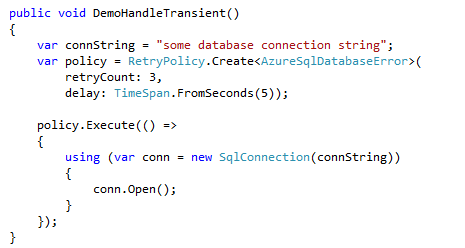 public void DemoHandleTransient()
{
    var connString = "some database connection string";
    var policy = RetryPolicy.Create<AzureSqlDatabaseError>(
        retryCount: 3,
        delay: TimeSpan.FromSeconds(5));

    policy.Execute(() =>
    {
        using (var conn = new SqlConnection(connString))
        {
            conn.Open();
        }
    });
}